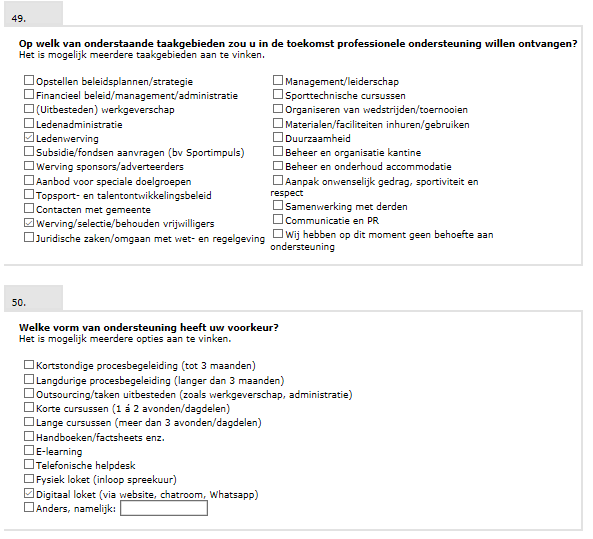 49.
Op welk van onderstaande taakgebieden zou u in de toekomst professionele ondersteuning willen ontvangen?
Het is mogelijk meerdere taakgebieden aan te vinken.
Opstellen beleidsplannen/strategie
Financieel beleid/management/administratie
(Uitbesteden) werkgeverschap
Ledenadministratie
Ledenwerving
Subsidie/fondsen aanvragen (bv Sportimpuls)
Werving sponsors/adverteerders
Aanbod voor speciale doelgroepen
Topsport- en talentontwikkelingsbeleid
Contacten met gemeente
Werving/selectie/behouden vrijwilligers
Juridische zaken/omgaan met wet- en regelgeving
Management/leiderschap
Sporttechnische cursussen
Organiseren van wedstrijden/toernooien
Materialen/faciliteiten inhuren/gebruiken
Duurzaamheid
Beheer en organisatie kantine
Beheer en onderhoud accommodatie
Aanpak onwenselijk gedrag, sportiviteit en
respect
Samenwerking met derden
Communicatie en PR
Wij hebben op dit moment geen behoefte aan
ondersteuning
50.
Welke vorm van ondersteuning heeft uw voorkeur?
Het is mogelijk meerdere opties aan te vinken.
Kortstondige procesbegeleiding (tot 3 maanden)
Langdurige procesbegeleiding (langer dan 3 maanden)
Outsourcing/taken uitbesteden (zoals werkgeverschap, administratie)
Korte cursussen (1 á 2 avonden/dagdelen)
Lange cursussen (meer dan 3 avonden/dagdelen)
Handboeken/factsheets enz.
E-learning
Telefonische helpdesk
Fysiek loket (inloop spreekuur)
Digitaal loket (via website, chatroom, Whatsapp)
Anders, namelijk: